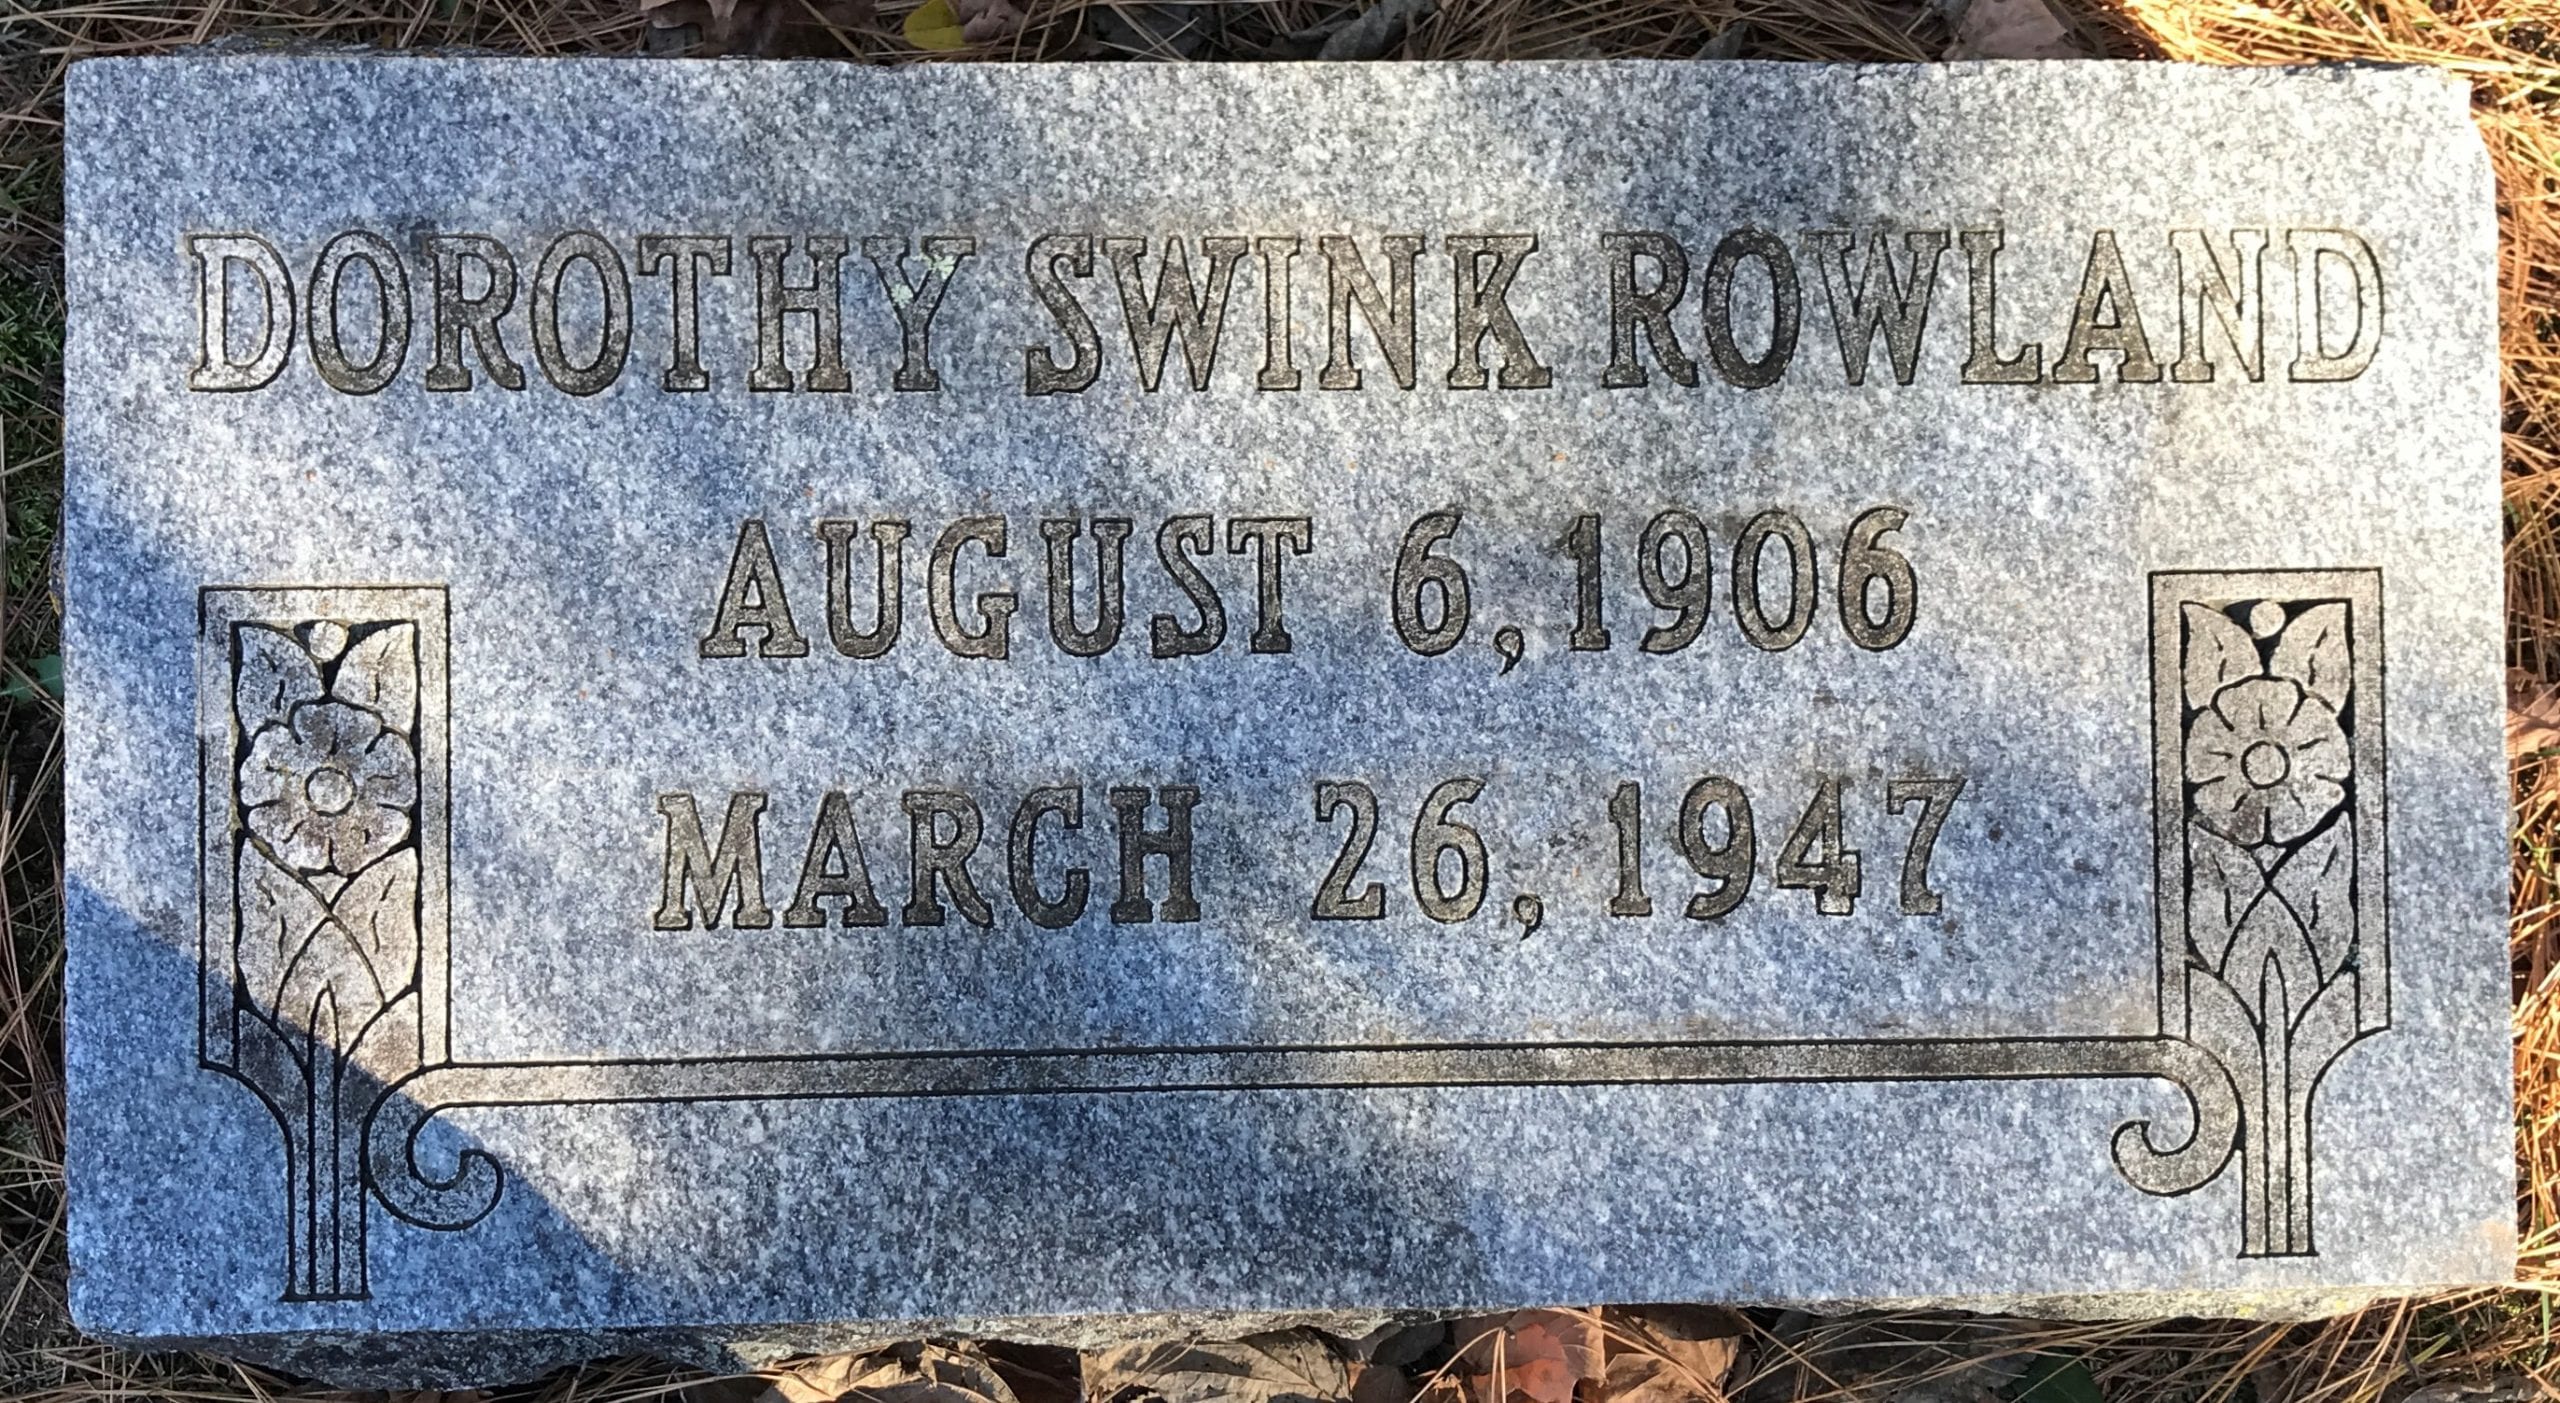 DOROTHY SWINK ROWLAND
AUGUST 6, 1906
MARCH 26, 1947